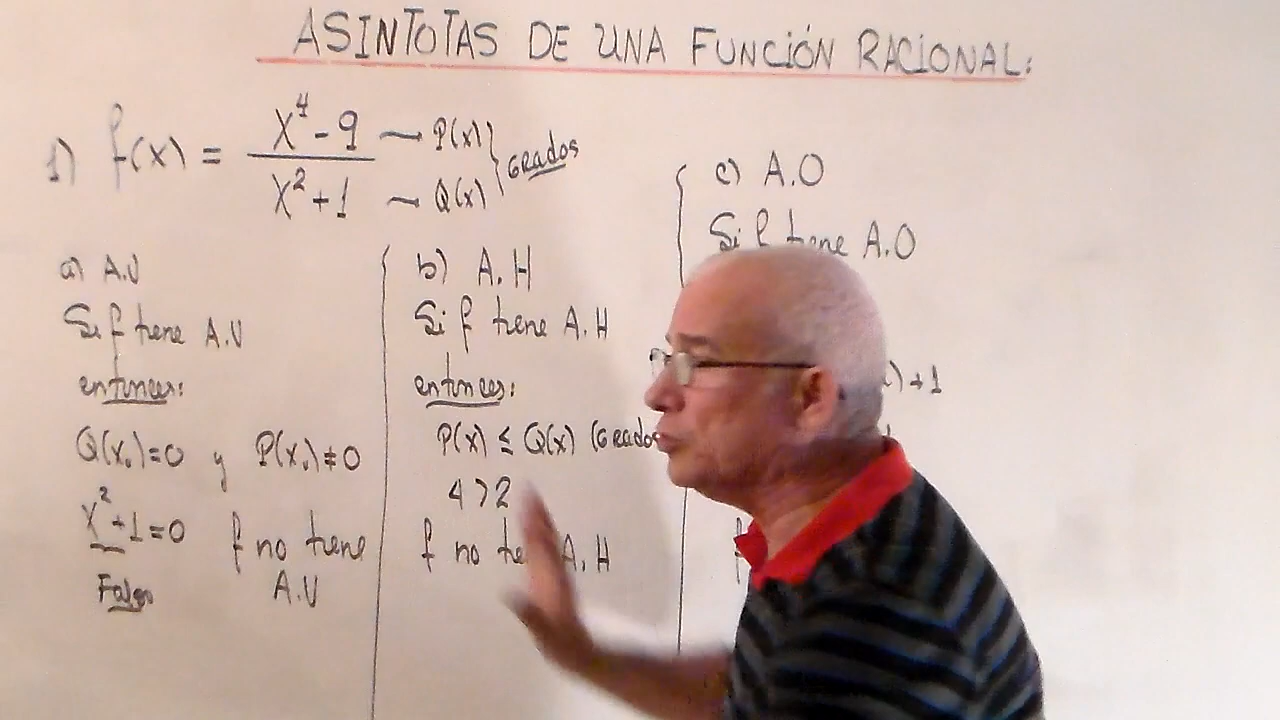 ASINTOTAS DE UNA FUNCIÓN RACIONAL:
1) f(x) = (x⁴-9)/(x²+1)
P(x)
Q(x)
Grados
a) A.V
Si f tiene A.V
entonces:
Q(x₀)=0 y P(x₀)≠0
x²+1=0
Falso
f no tiene
A.V
b) A.H
Si f tiene A.H
entonces:
P(x) ≤ Q(x) (Grados
4 > 2
f no A.H
c) A.O
Si f tiene A.O
)+1
f